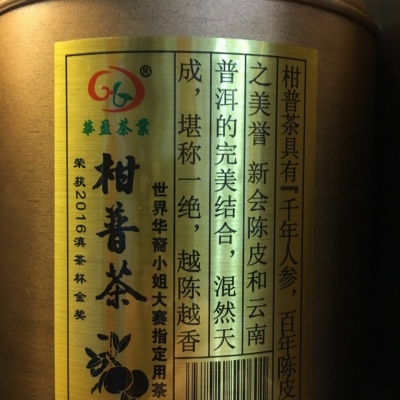 ®
華盈茶業
柑普茶具有『千年人参，百年陈皮
之美誉 新会陈皮和云南
普洱的完美结合，混然天
成，堪称一绝，越陈越香
世界华裔小姐大赛指定用茶
柑普茶
荣获2016滇茶杯金奖